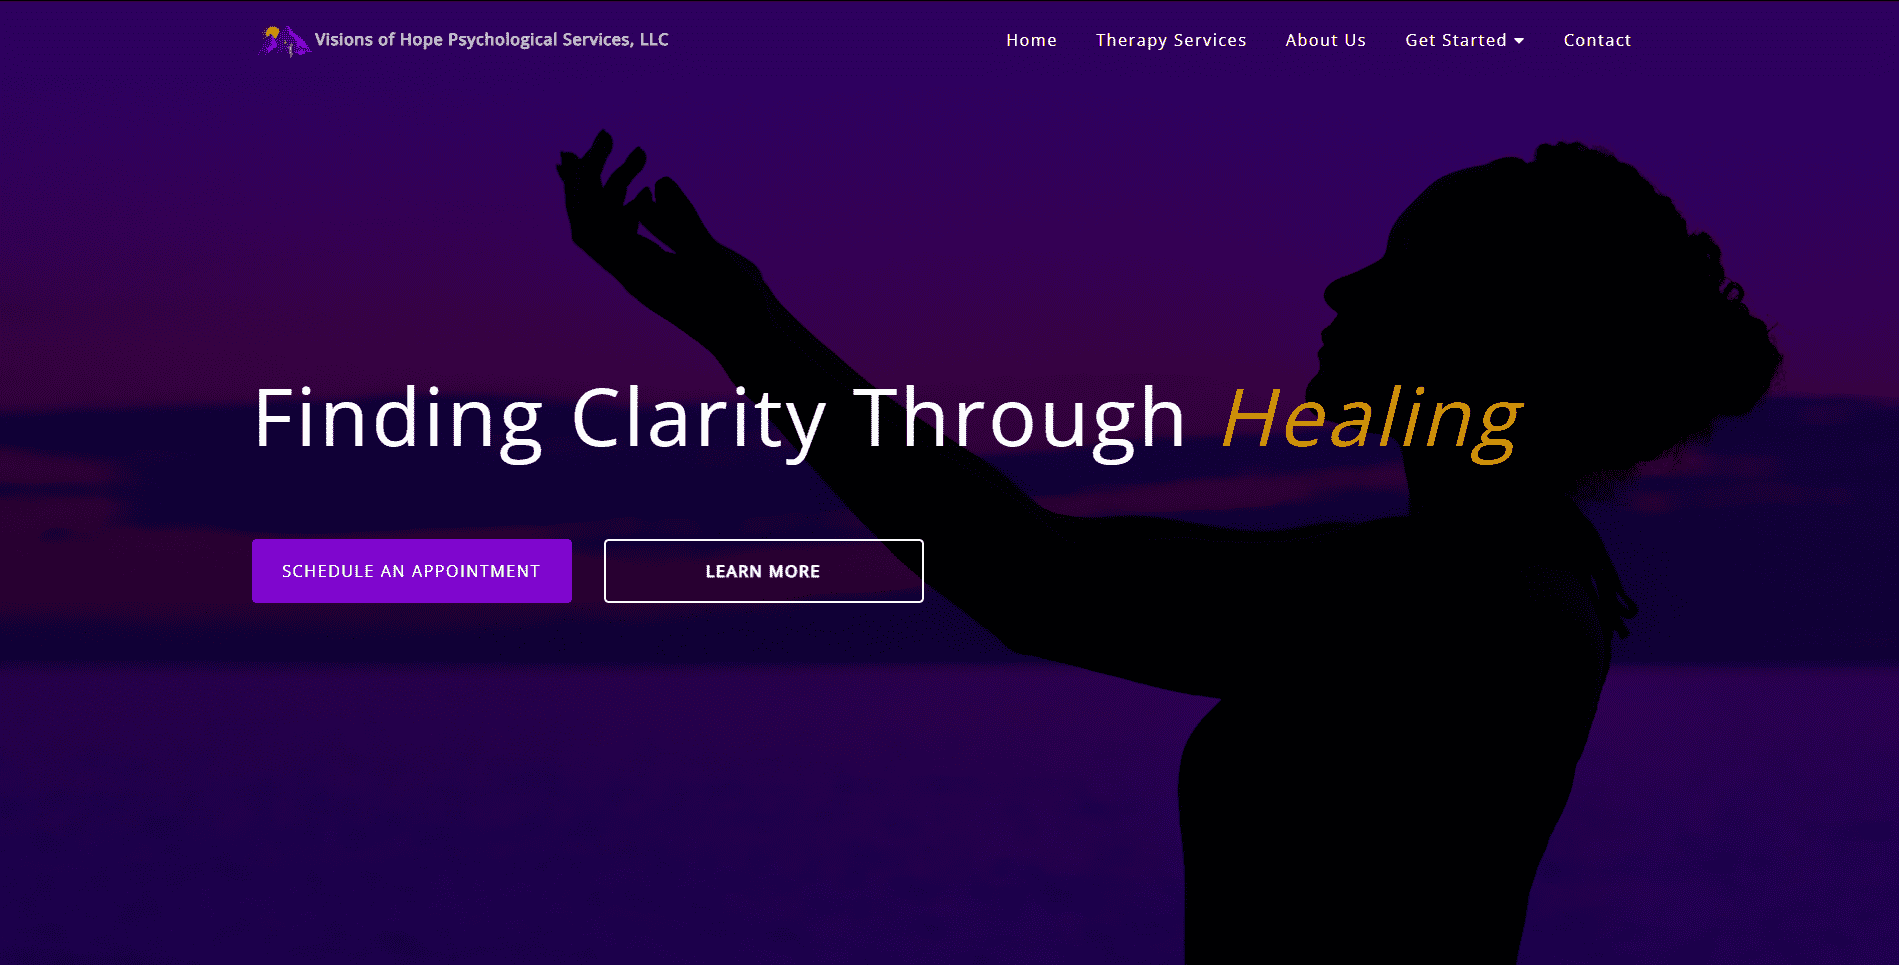 Visions of Hope Psychological Services, LLC
Home Therapy Services About Us Get Started Contact
Finding Clarity Through Healing
SCHEDULE AN APPOINTMENT LEARN MORE